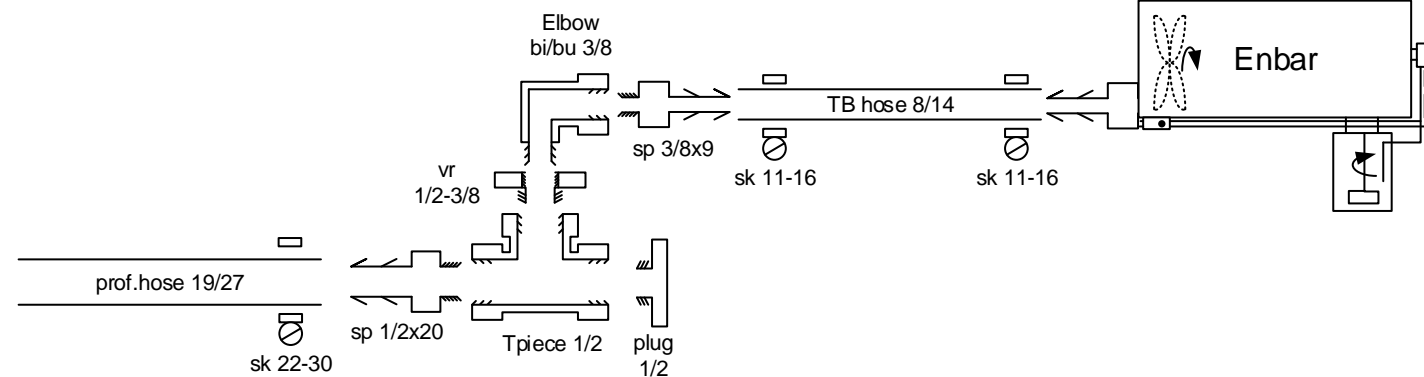 Elbow
bi/bu 3/8
Enbar
TB hose 8/14
sp 3/8x9
vr
1/2-3/8
sk 11-16
sk 11-16
prof.hose 19/27
sp 1/2x20
Tpiece 1/2
plug
1/2
sk 22-30